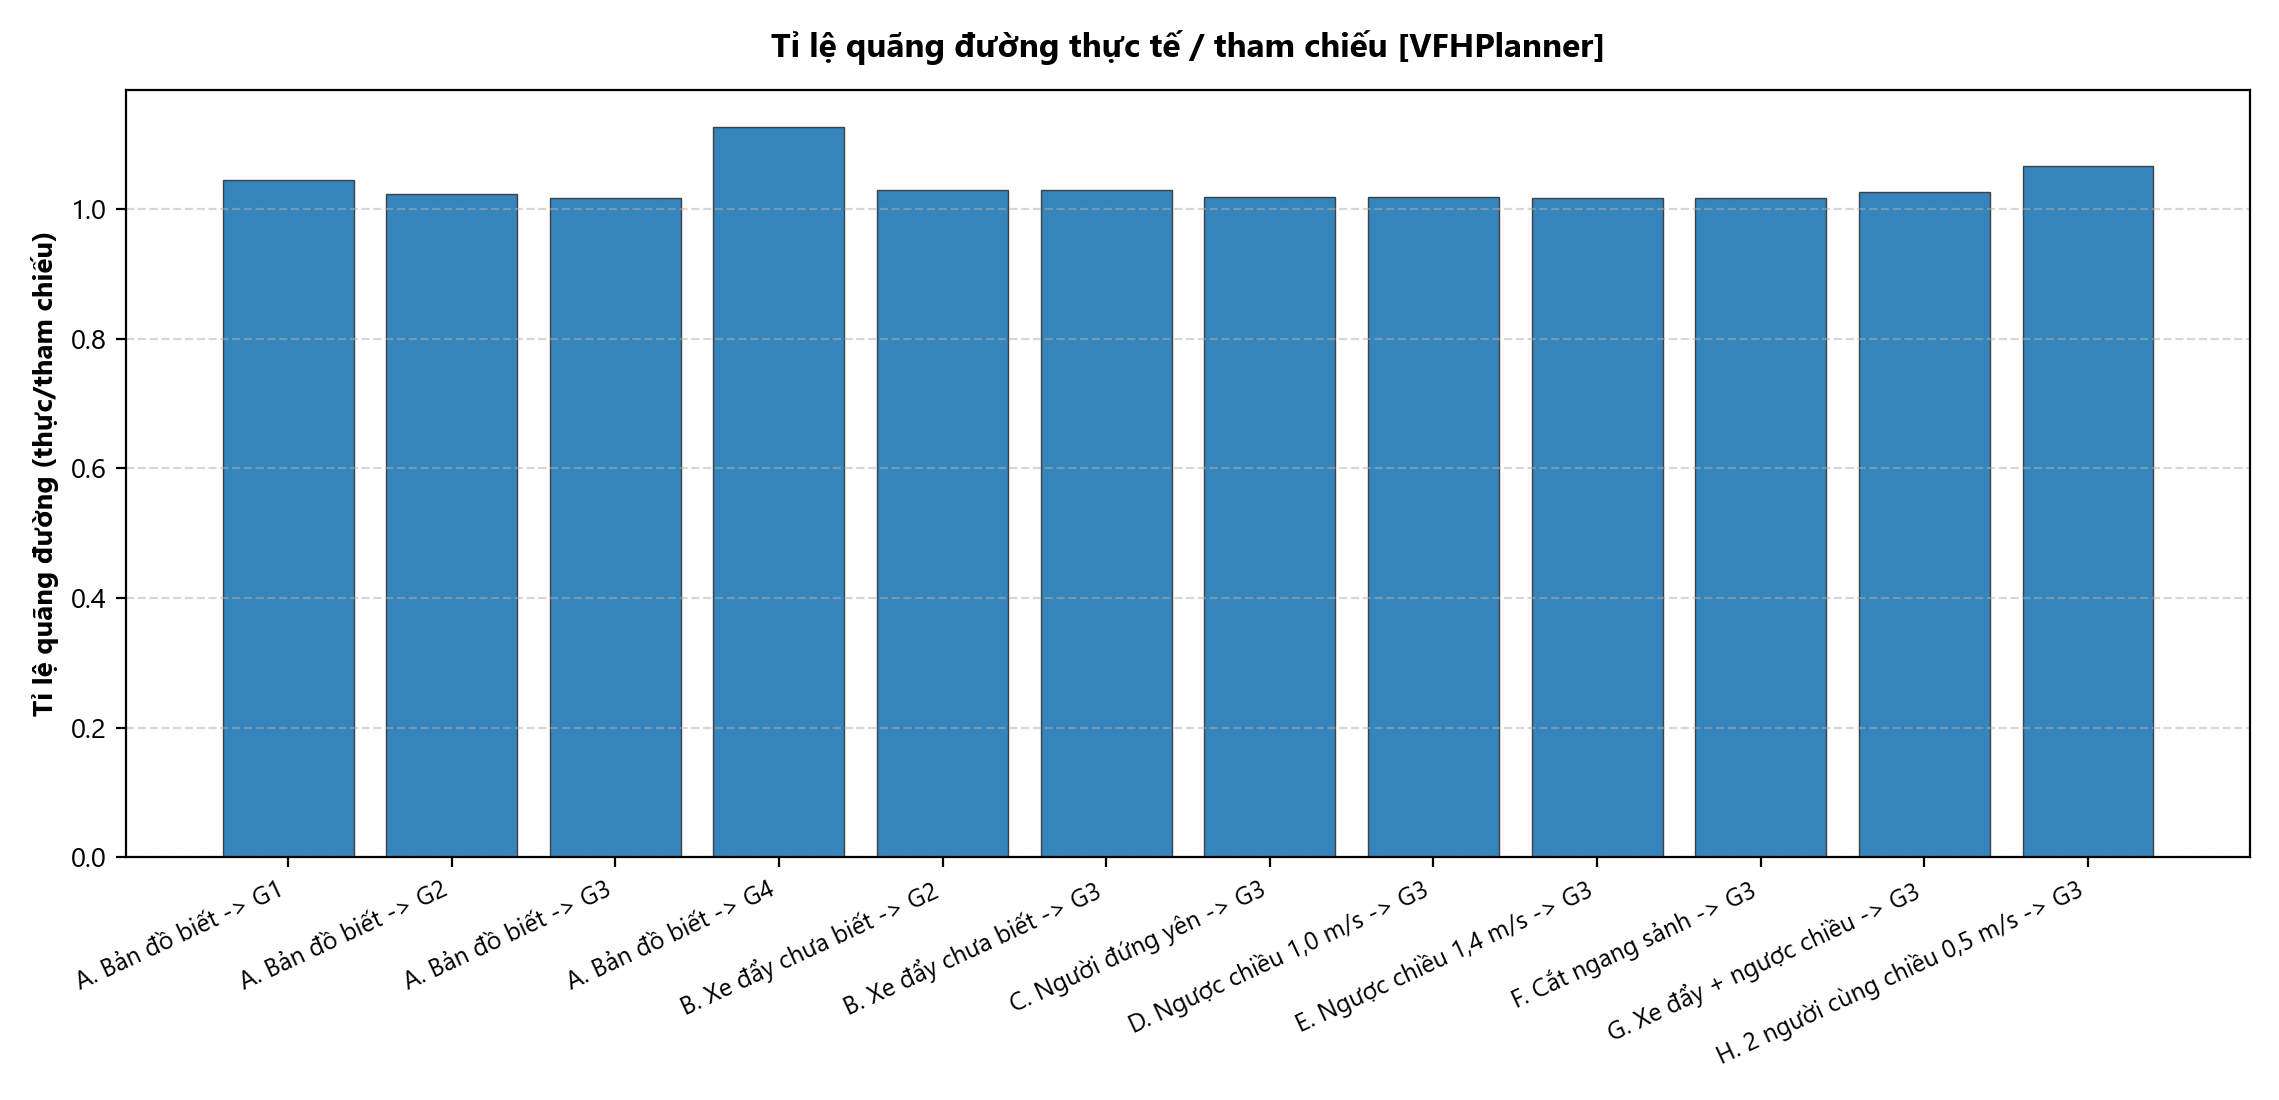 Tỉ lệ quãng đường thực tế / tham chiếu [VFHPlanner]
Tỉ lệ quãng đường (thực/tham chiếu)
1.0
0.8
0.6
0.4
0.2
0.0
A. Bản đồ biết -> G1
A. Bản đồ biết -> G2
A. Bản đồ biết -> G3
A. Bản đồ biết -> G4
B. Xe đẩy chưa biết -> G2
B. Xe đẩy chưa biết -> G3
C. Người đứng yên -> G3
D. Ngược chiều 1,0 m/s -> G3
E. Ngược chiều 1,4 m/s -> G3
F. Cắt ngang sảnh -> G3
G. Xe đẩy + ngược chiều -> G3
H. 2 người cùng chiều 0,5 m/s -> G3